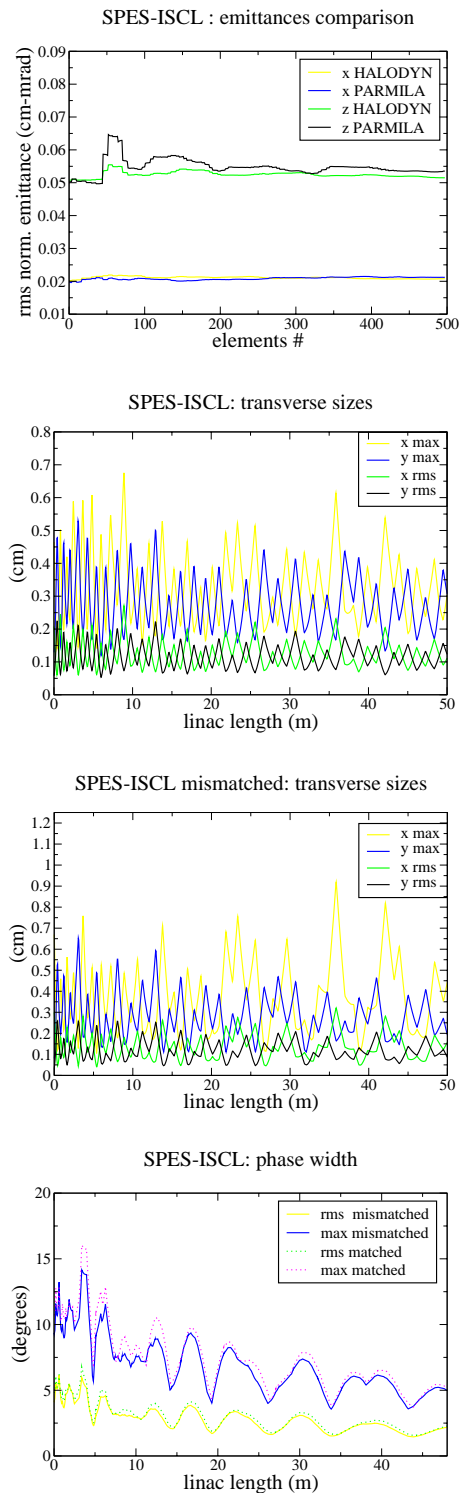 SPES-ISCL : emittances comparison
0.09
0.08
0.07
0.06
0.05
0.04
0.03
0.02
0.01
rms norm. emittance (cm-mrad)
x HALODYN
x PARMILA
z HALODYN
z PARMILA
0 100 200 300 400 500
elements #
SPES-ISCL: transverse sizes
0.8
0.7
0.6
0.5
0.4
0.3
0.2
0.1
0
(cm)
x max
y max
x rms
y rms
0 10 20 30 40 50
linac length (m)
SPES-ISCL mismatched: transverse sizes
1.2
1.1
1
0.9
0.8
0.7
0.6
0.5
0.4
0.3
0.2
0.1
0
(cm)
x max
y max
x rms
y rms
0 10 20 30 40 50
linac length (m)
SPES-ISCL: phase width
20
15
10
5
0
(degrees)
rms mismatched
max mismatched
rms matched
max matched
0 10 20 30 40
linac length (m)